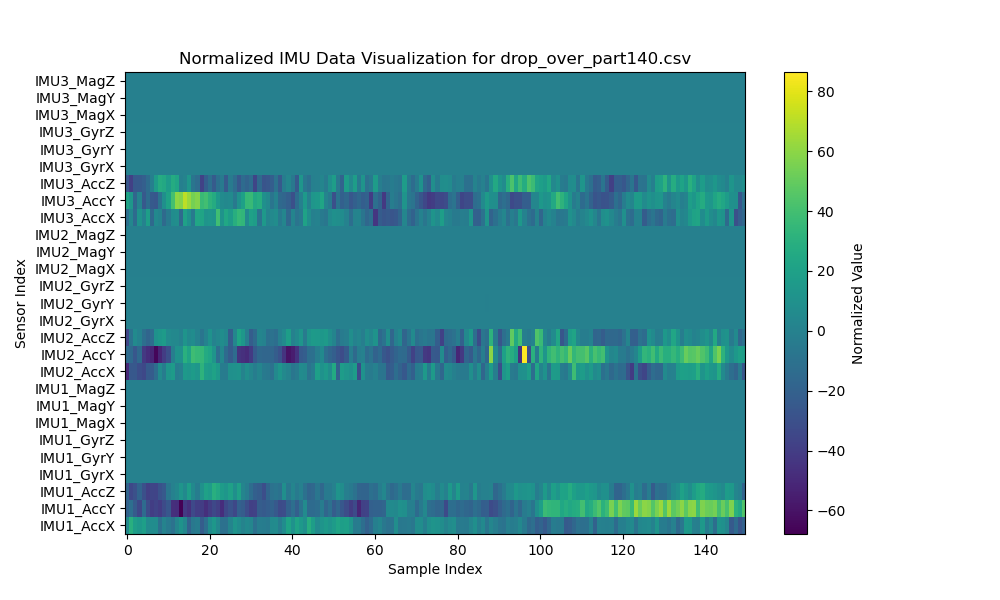 Normalized IMU Data Visualization for drop_over_part140.csv
IMU3_MagZ
IMU3_MagY
IMU3_MagX
IMU3_GyrZ
IMU3_GyrY
IMU3_GyrX
IMU3_AccZ
IMU3_AccY
IMU3_AccX
IMU2_MagZ
IMU2_MagY
IMU2_MagX
IMU2_GyrZ
IMU2_GyrY
IMU2_GyrX
IMU2_AccZ
IMU2_AccY
IMU2_AccX
IMU1_MagZ
IMU1_MagY
IMU1_MagX
IMU1_GyrZ
IMU1_GyrY
IMU1_GyrX
IMU1_AccZ
IMU1_AccY
IMU1_AccX
Sensor Index
0 20 40 60 80 100 120 140
Sample Index
80
60
40
20
0
−20
−40
−60
Normalized Value